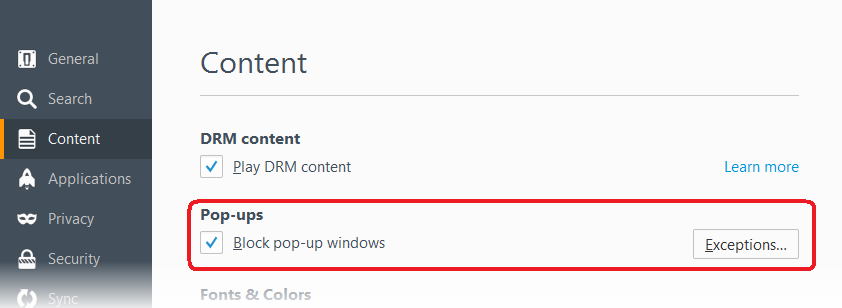 General
Search
Content
Applications
Privacy
Security
Sync
Content
DRM content
Play DRM content
Learn more
Pop-ups
Block pop-up windows
Exceptions...
Fonts & Colors